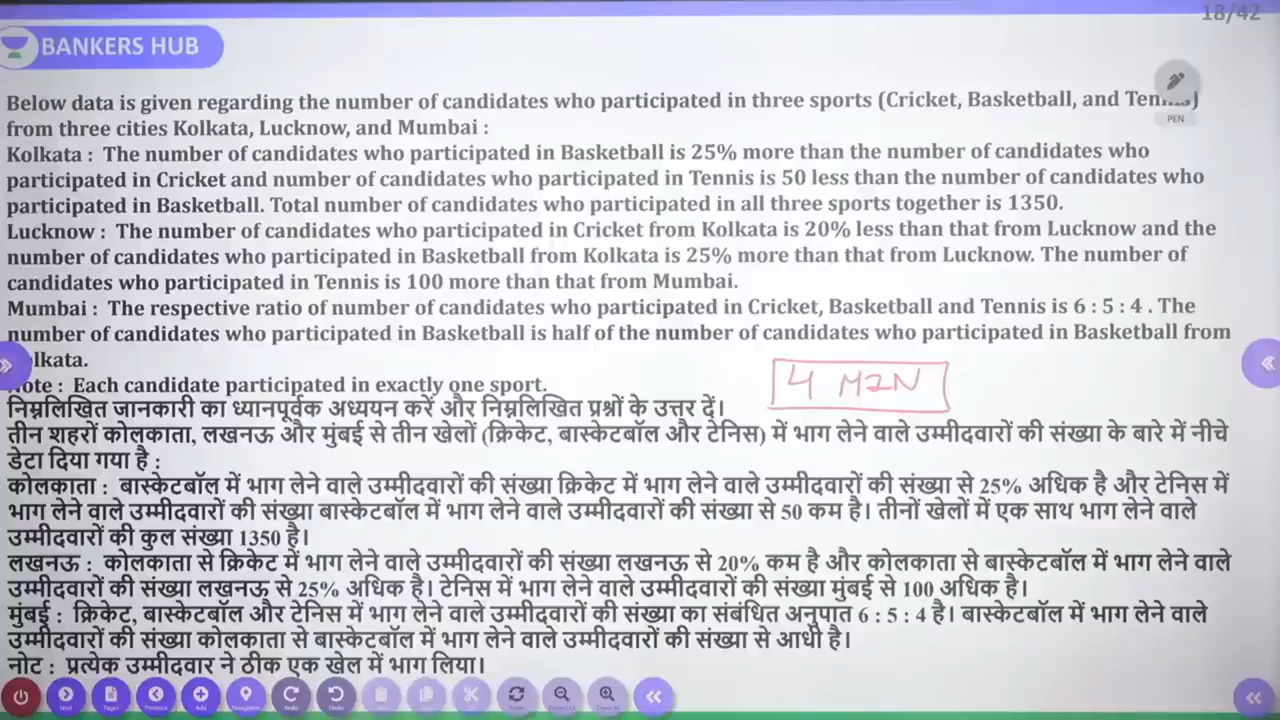 18/42
BANKERS HUB
Below data is given regarding the number of candidates who participated in three sports (Cricket, Basketball, and
PEN
from three cities Kolkata, Lucknow, and Mumbai :
Kolkata : The number of candidates who participated in Basketball is 25% more than the number of candidates who
participated in Cricket and number of candidates who participated in Tennis is 50 less than the number of candidates who
participated in Basketball. Total number of candidates who participated in all three sports together is 1350.
Lucknow : The number of candidates who participated in Cricket from Kolkata is 20% less than that from Lucknow and the
number of candidates who participated in Basketball from Kolkata is 25% more than that from Lucknow. The number of
candidates who participated in Tennis is 100 more than that from Mumbai.
Mumbai : The respective ratio of number of candidates who participated in Cricket, Basketball and Tennis is 6 : 5 : 4 . The
number of candidates who participated in Basketball is half of the number of candidates who participated in Basketball from
lkata.
ote : Each candidate participated in exactly one sport.
4 MIN
निम्नलिखित जानकारी का ध्यानपूर्वक अध्ययन करें और निम्नलिखित प्रश्नों के उत्तर दें।
तीन शहरों कोलकाता, लखनऊ और मुंबई से तीन खेलों (क्रिकेट, बास्केटबॉल और टेनिस) में भाग लेने वाले उम्मीदवारों की संख्या के बारे में नीचे
डेटा दिया गया है :
कोलकाता : बास्केटबॉल में भाग लेने वाले उम्मीदवारों की संख्या क्रिकेट में भाग लेने वाले उम्मीदवारों की संख्या से 25% अधिक है और टेनिस में
भाग लेने वाले उम्मीदवारों की संख्या बास्केटबॉल में भाग लेने वाले उम्मीदवारों की संख्या से 50 कम है। तीनों खेलों में एक साथ भाग लेने वाले
उम्मीदवारों की कुल संख्या 1350 है।
लखनऊ : कोलकाता से क्रिकेट में भाग लेने वाले उम्मीदवारों की संख्या लखनऊ से 20% कम है और कोलकाता से बास्केटबॉल में भाग लेने वाले
उम्मीदवारों की संख्या लखनऊ से 25% अधिक है। टेनिस में भाग लेने वाले उम्मीदवारों की संख्या मुंबई से 100 अधिक है।
मुंबई : क्रिकेट, बास्केटबॉल और टेनिस में भाग लेने वाले उम्मीदवारों की संख्या का संबंधित अनुपात 6 : 5 : 4 है। बास्केटबॉल में भाग लेने वाले
उम्मीदवारों की संख्या कोलकाता से बास्केटबॉल में भाग लेने वाले उम्मीदवारों की संख्या से आधी है।
नोट : प्रत्येक उम्मीदवार ने ठीक एक खेल में भाग लिया।
Next Pages Previous Add Navigation Redo Undo